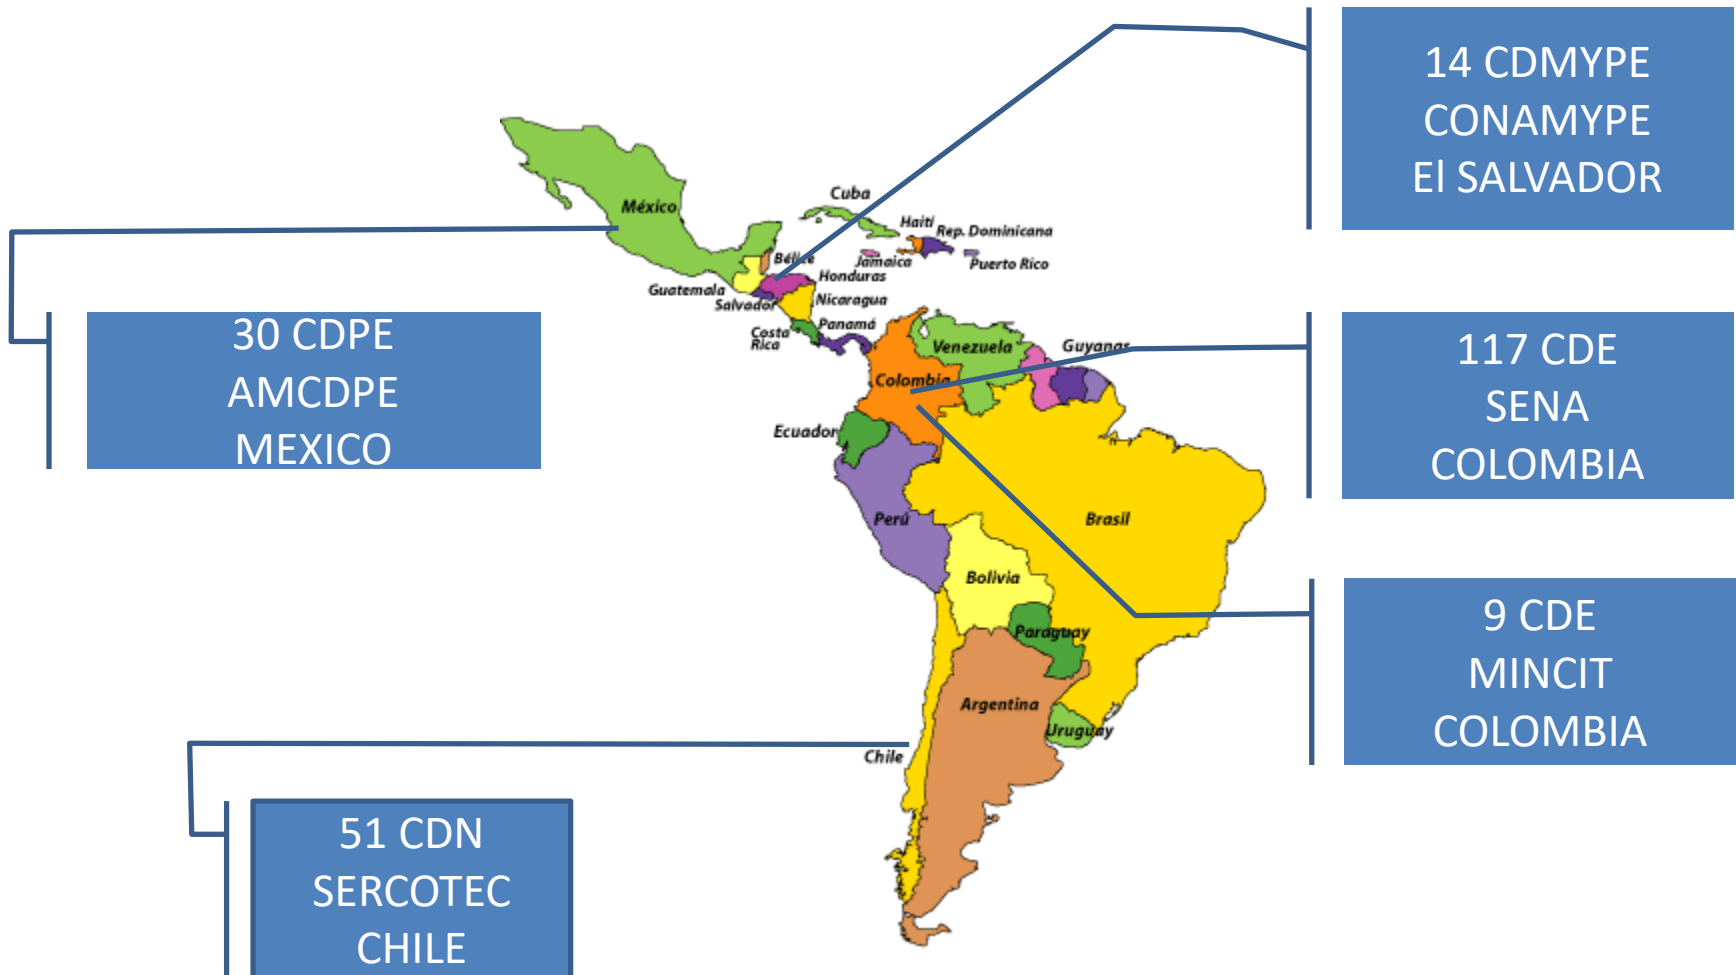 14 CDMYPE
CONAMYPE
El SALVADOR
México
Cuba
Haití
Rep. Dominicana
Bélice
Jamaica
Puerto Rico
Guatemala
Honduras
Salvador
Nicaragua
Costa
Rica
Panamá
30 CDPE
AMCDPE
MEXICO
Venezuela
Guyanas
Colombia
117 CDE
SENA
COLOMBIA
Ecuador
Perú
Brasil
Bolivia
Paraguay
9 CDE
MINCIT
COLOMBIA
Argentina
Uruguay
Chile
51 CDN
SERCOTEC
CHILE